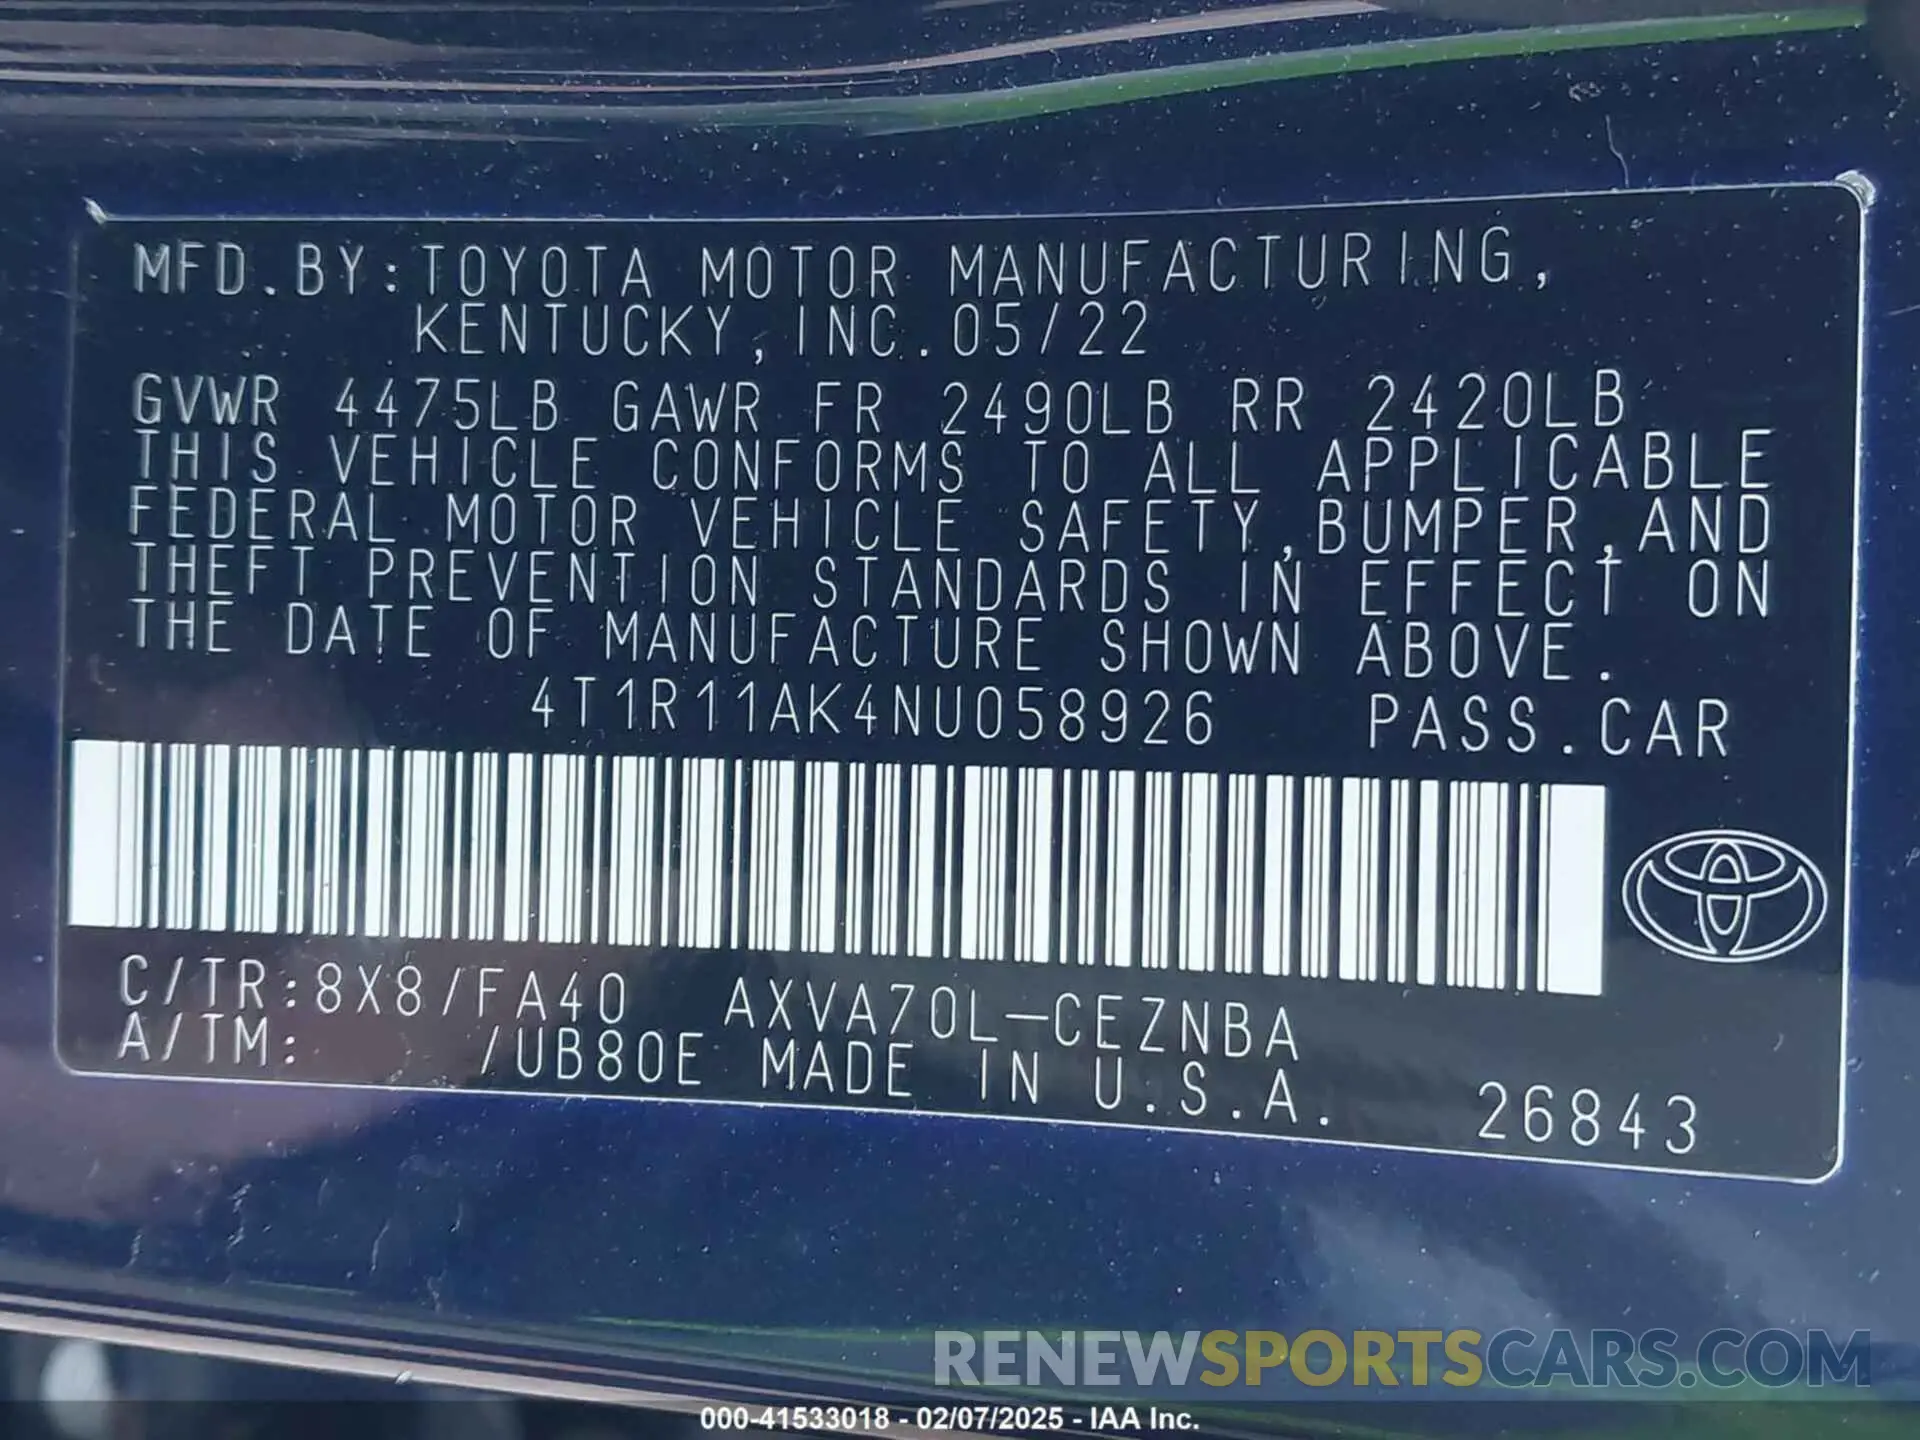 MFD.BY:TOYOTA MOTOR MANUFACTURING,
KENTUCKY,INC.05/22
GVWR 4475LB GAWR FR 2490LB RR 2420LB
THIS VEHICLE CONFORMS TO ALL APPLICABLE
FEDERAL MOTOR VEHICLE SAFETY,BUMPER,AND
THEFT PREVENTION STANDARDS IN EFFECT ON
THE DATE OF MANUFACTURE SHOWN ABOVE.
4T1R11AK4NU058926 PASS.CAR
C/TR:8X8/FA40 AXVA70L-CEZNBA
A/TM: /UB80E MADE IN U.S.A. 26843
RENEWSPORTSCARS.COM
000-41533018 - 02/07/2025 - IAA Inc.